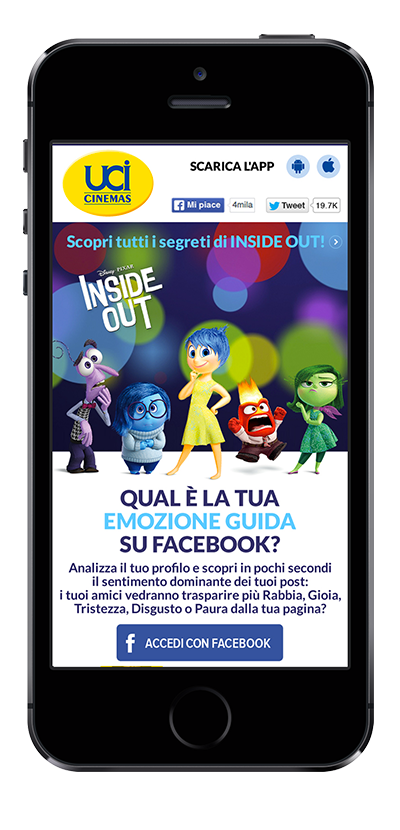 uci
CINEMAS
SCARICA L'APP
Mi piace 4mila Tweet 19.7K
Scopri tutti i segreti di INSIDE OUT!
Disney PIXAR
INSIDE
OUT
QUAL È LA TUA
EMOZIONE GUIDA
SU FACEBOOK?
Analizza il tuo profilo e scopri in pochi secondi
il sentimento dominante dei tuoi post:
i tuoi amici vedranno trasparire più Rabbia, Gioia,
Tristezza, Disgusto o Paura dalla tua pagina?
f ACCEDI CON FACEBOOK